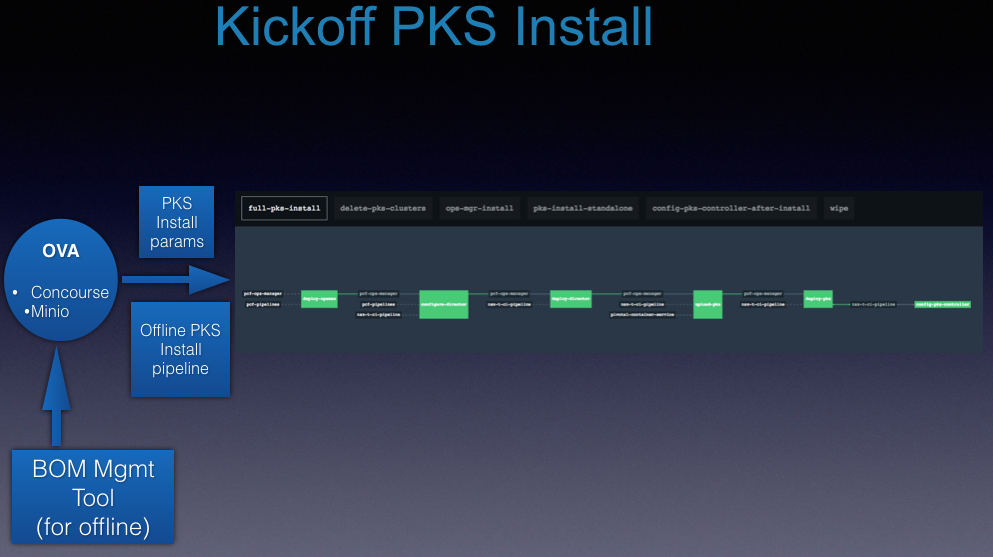 Kickoff PKS Install
PKS
Install
params
OVA
• Concourse
•Minio
Offline PKS
Install
pipeline
BOM Mgmt
Tool
(for offline)
full-pks-install
delete-pks-clusters
ops-mgr-install
pks-install-standalone
config-pks-controller-after-install
wipe
pcf-ops-manager
pcf-pipelines
deploy-opsman
pcf-ops-manager
pcf-pipelines
nsx-t-ci-pipeline
configure-director
pcf-ops-manager
nsx-t-ci-pipeline
deploy-director
pcf-ops-manager
nsx-t-ci-pipeline
pivotal-container-service
upload-pks
pcf-ops-manager
nsx-t-ci-pipeline
deploy-pks
nsx-t-ci-pipeline
config-pks-controller